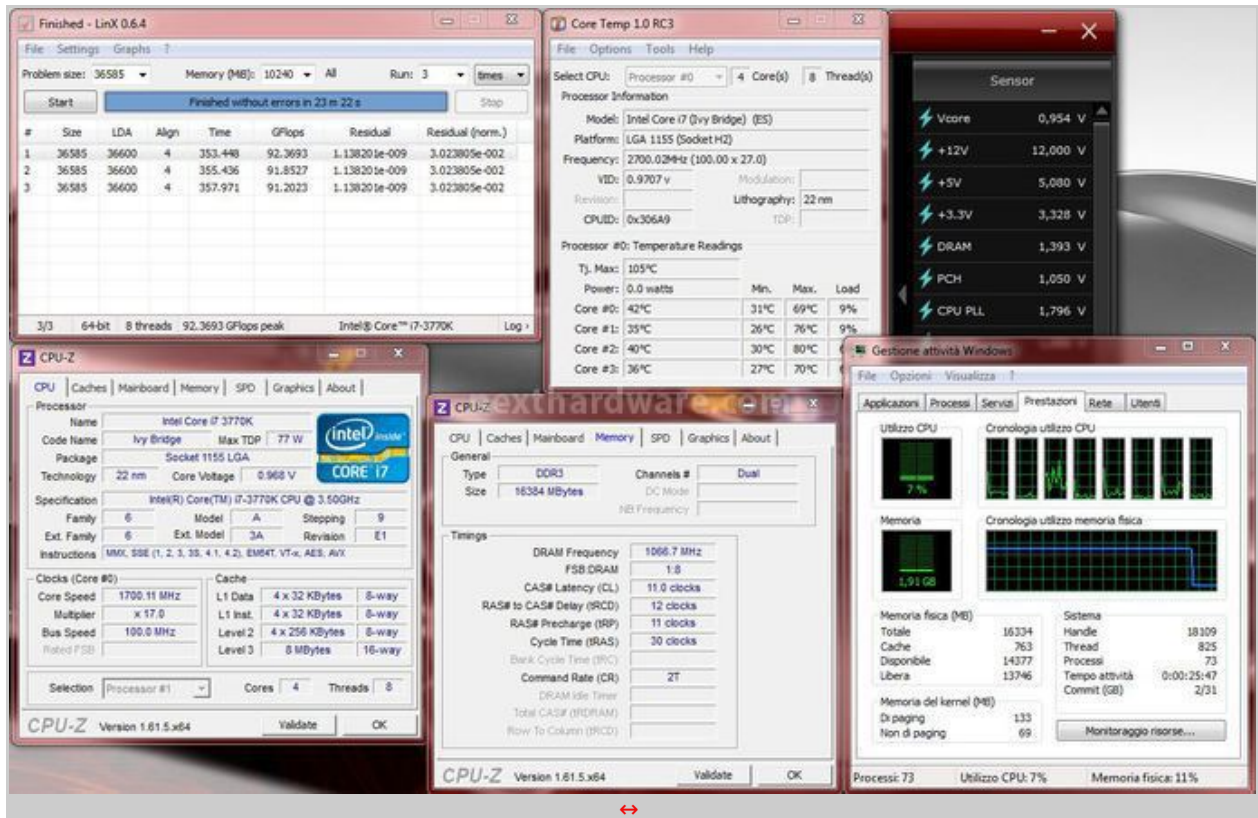 Finished - LinX 0.6.4
File Settings Graphs ?
Problem size: 36585 Memory (MB): 10240 All Run: 3 times
Start Finished without errors in 23 m 22 s Stop
# Size LDA Align Time GFlops Residual Residual (norm.)
1 36585 36600 4 353.448 92.3693 1.138201e-009 3.023805e-002
2 36585 36600 4 355.436 91.8527 1.138201e-009 3.023805e-002
3 36585 36600 4 357.971 91.2023 1.138201e-009 3.023805e-002
3/3 64-bit 8 threads 92.3693 GFlops peak Intel® Core™ i7-3770K Log ›
Core Temp 1.0 RC3
File Options Tools Help
Select CPU: Processor #0 4 Core(s) 8 Thread(s)
Processor Information
Model: Intel Core i7 (Ivy Bridge) (ES)
Platform: LGA 1155 (Socket H2)
Frequency: 2700.02MHz (100.00 x 27.0)
VID: 0.9707 v Modulation:
Revision: Lithography: 22 nm
CPUID: 0x306A9 TDP:
Processor #0: Temperature Readings
Tj. Max: 105°C
Power: 0.0 watts Min. Max. Load
Core #0: 42°C 31°C 69°C 9%
Core #1: 35°C 26°C 76°C 9%
Core #2: 40°C 30°C 80°C
Core #3: 36°C 27°C 70°C
Sensor
Vcore 0,954 V
+12V 12,000 V
+5V 5,080 V
+3.3V 3,328 V
DRAM 1,393 V
PCH 1,050 V
CPU PLL 1,796 V
CPU-Z
CPU Caches Mainboard Memory SPD Graphics About
Processor
Name Intel Core i7 3770K
Code Name Ivy Bridge Max TDP 77 W
Package Socket 1155 LGA
Technology 22 nm Core Voltage 0.968 V
intel inside
CORE i7
Specification Intel(R) Core(TM) i7-3770K CPU @ 3.50GHz
Family 6 Model A Stepping 9
Ext. Family 6 Ext. Model 3A Revision E1
Instructions MMX, SSE (1, 2, 3, 3S, 4.1, 4.2), EM64T, VT-x, AES, AVX
Clocks (Core #0)
Core Speed 1700.11 MHz
Multiplier x 17.0
Bus Speed 100.0 MHz
Rated FSB
Cache
L1 Data 4 x 32 KBytes 8-way
L1 Inst. 4 x 32 KBytes 8-way
Level 2 4 x 256 KBytes 8-way
Level 3 8 MBytes 16-way
Selection Processor #1 Cores 4 Threads 8
CPU-Z Version 1.61.5.x64 Validate OK
CPU-Z
exthardware.com
CPU Caches Mainboard Memory SPD Graphics About
General
Type DDR3 Channels # Dual
Size 16384 MBytes DC Mode
NB Frequency
Timings
DRAM Frequency 1066.7 MHz
FSB:DRAM 1:8
CAS# Latency (CL) 11.0 clocks
RAS# to CAS# Delay (tRCD) 12 clocks
RAS# Precharge (tRP) 11 clocks
Cycle Time (tRAS) 30 clocks
Bank Cycle Time (tRC)
Command Rate (CR) 2T
DRAM Idle Timer
Total CAS# (tRDRAM)
Row To Column (tRCD)
CPU-Z Version 1.61.5.x64 Validate OK
Gestione attività Windows
File Opzioni Visualizza ?
Applicazioni Processi Servizi Prestazioni Rete Utenti
Utilizzo CPU Cronologia utilizzo CPU
7 %
Memoria Cronologia utilizzo memoria fisica
1,91 GB
Memoria fisica (MB)
Totale 16334
Cache 763
Disponibile 14377
Libera 13746
Memoria del kernel (MB)
Di paging 133
Non di paging 69
Sistema
Handle 18109
Thread 825
Processi 73
Tempo attività 0:00:25:47
Commit (GB) 2/31
Monitoraggio risorse...
Processi: 73 Utilizzo CPU: 7% Memoria fisica: 11%